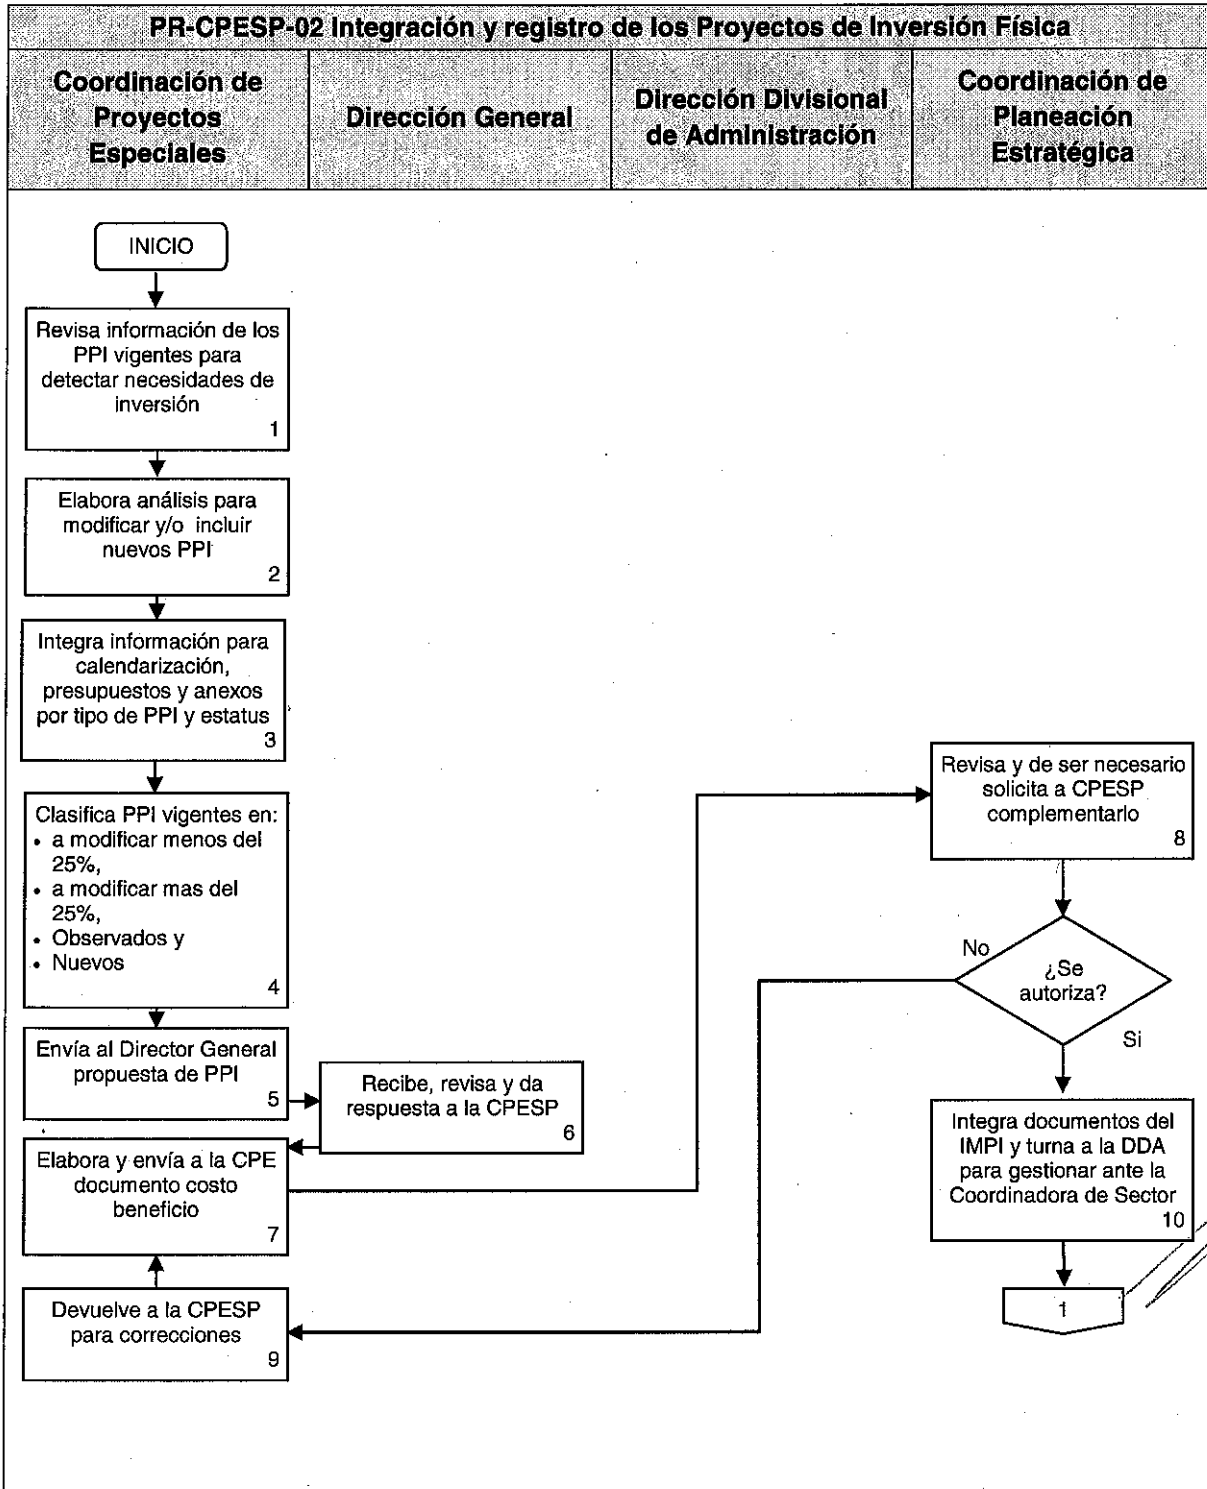 PR-CPESP-02 Integración y registro de los Proyectos de Inversión Física
Coordinación de
Proyectos
Especiales
Dirección General
Dirección Divisional
de Administración
Coordinación de
Planeación
Estratégica
INICIO
Revisa información de los
PPI vigentes para
detectar necesidades de
inversión
1
Elabora análisis para
modificar y/o incluir
nuevos PPI
2
Integra información para
calendarización,
presupuestos y anexos
por tipo de PPI y estatus
3
Clasifica PPI vigentes en:
• a modificar menos del
25%,
• a modificar mas del
25%,
• Observados y
• Nuevos
4
Envía al Director General
propuesta de PPI
5
Recibe, revisa y da
respuesta a la CPESP
6
Elabora y envía a la CPE
documento costo
beneficio
7
Revisa y de ser necesario
solicita a CPESP
complementarlo
8
No
¿Se
autoriza?
Si
Devuelve a la CPESP
para correcciones
9
Integra documentos del
IMPI y turna a la DDA
para gestionar ante la
Coordinadora de Sector
10
1